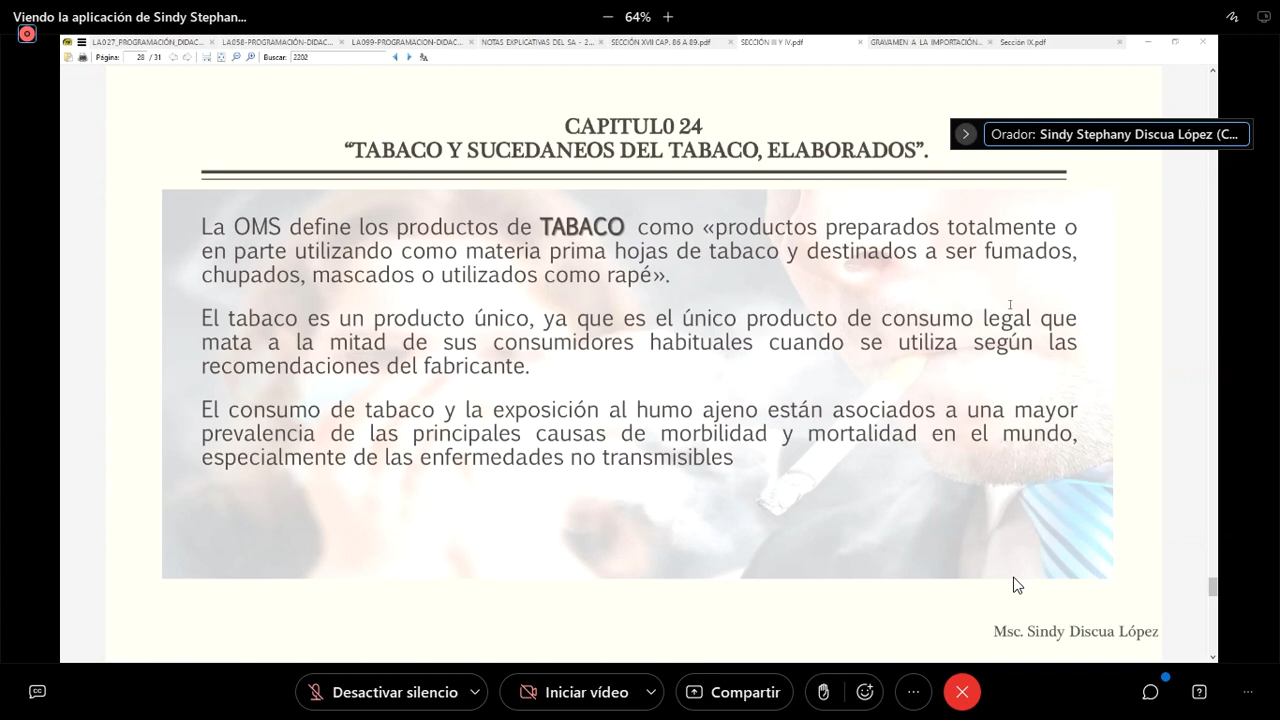 Viendo la aplicación de Sindy Stephan...
64%
LA027_PROGRAMACIÓN_DIDAC...
LA058-PROGRAMACIÓN-DIDAC...
LA099-PROGRAMACION-DIDAC...
NOTAS EXPLICATIVAS DEL SA - 2...
SECCIÓN XVII CAP. 86 A 89.pdf
SECCIÓN III Y IV.pdf
GRAVAMEN A LA IMPORTACIÓN...
Sección IX.pdf
Página: 28 / 31
Buscar: 2202
CAPITUL0 24
“TABACO Y SUCEDANEOS DEL TABACO, ELABORADOS”.
Orador: Sindy Stephany Discua López (C...
La OMS define los productos de TABACO como «productos preparados totalmente o
en parte utilizando como materia prima hojas de tabaco y destinados a ser fumados,
chupados, mascados o utilizados como rapé».
El tabaco es un producto único, ya que es el único producto de consumo legal que
mata a la mitad de sus consumidores habituales cuando se utiliza según las
recomendaciones del fabricante.
El consumo de tabaco y la exposición al humo ajeno están asociados a una mayor
prevalencia de las principales causas de morbilidad y mortalidad en el mundo,
especialmente de las enfermedades no transmisibles
Msc. Sindy Discua López
Desactivar silencio
Iniciar vídeo
Compartir